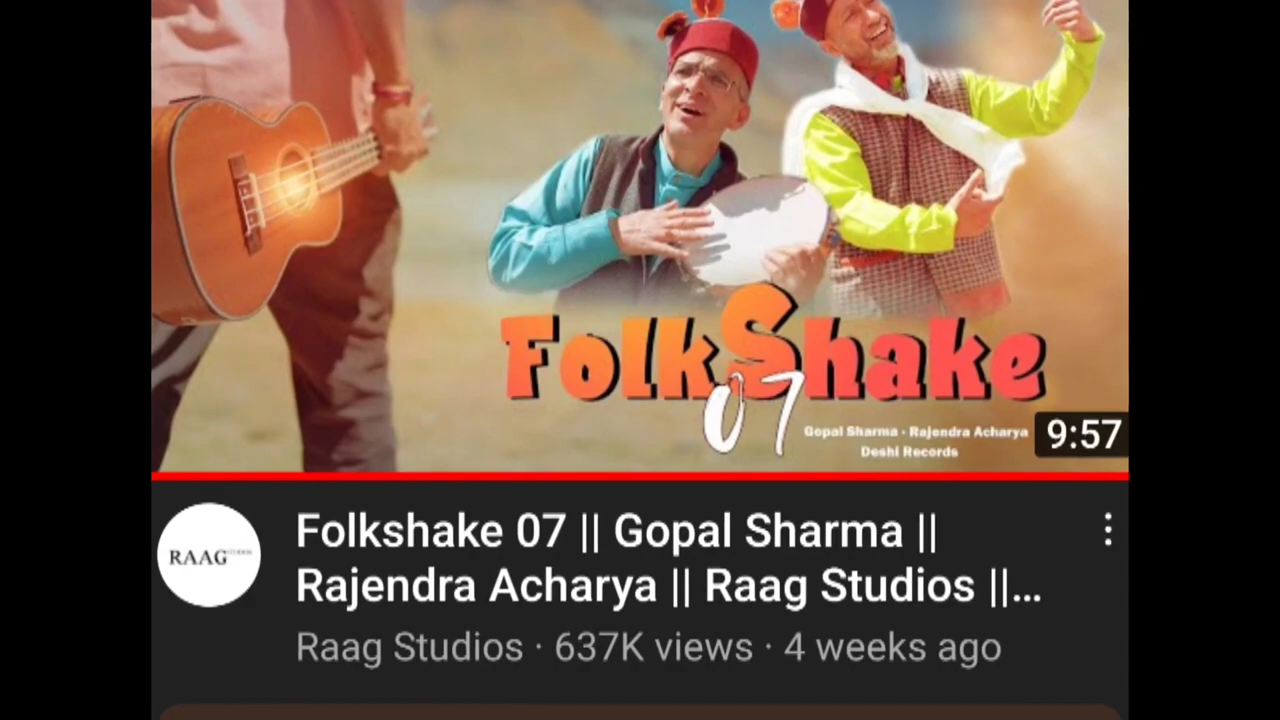 FolkShake
07
Gopal Sharma - Rajendra Acharya
Deshi Records
9:57
RAAG STUDIOS
Folkshake 07 || Gopal Sharma ||
Rajendra Acharya || Raag Studios ||...
Raag Studios · 637K views · 4 weeks ago